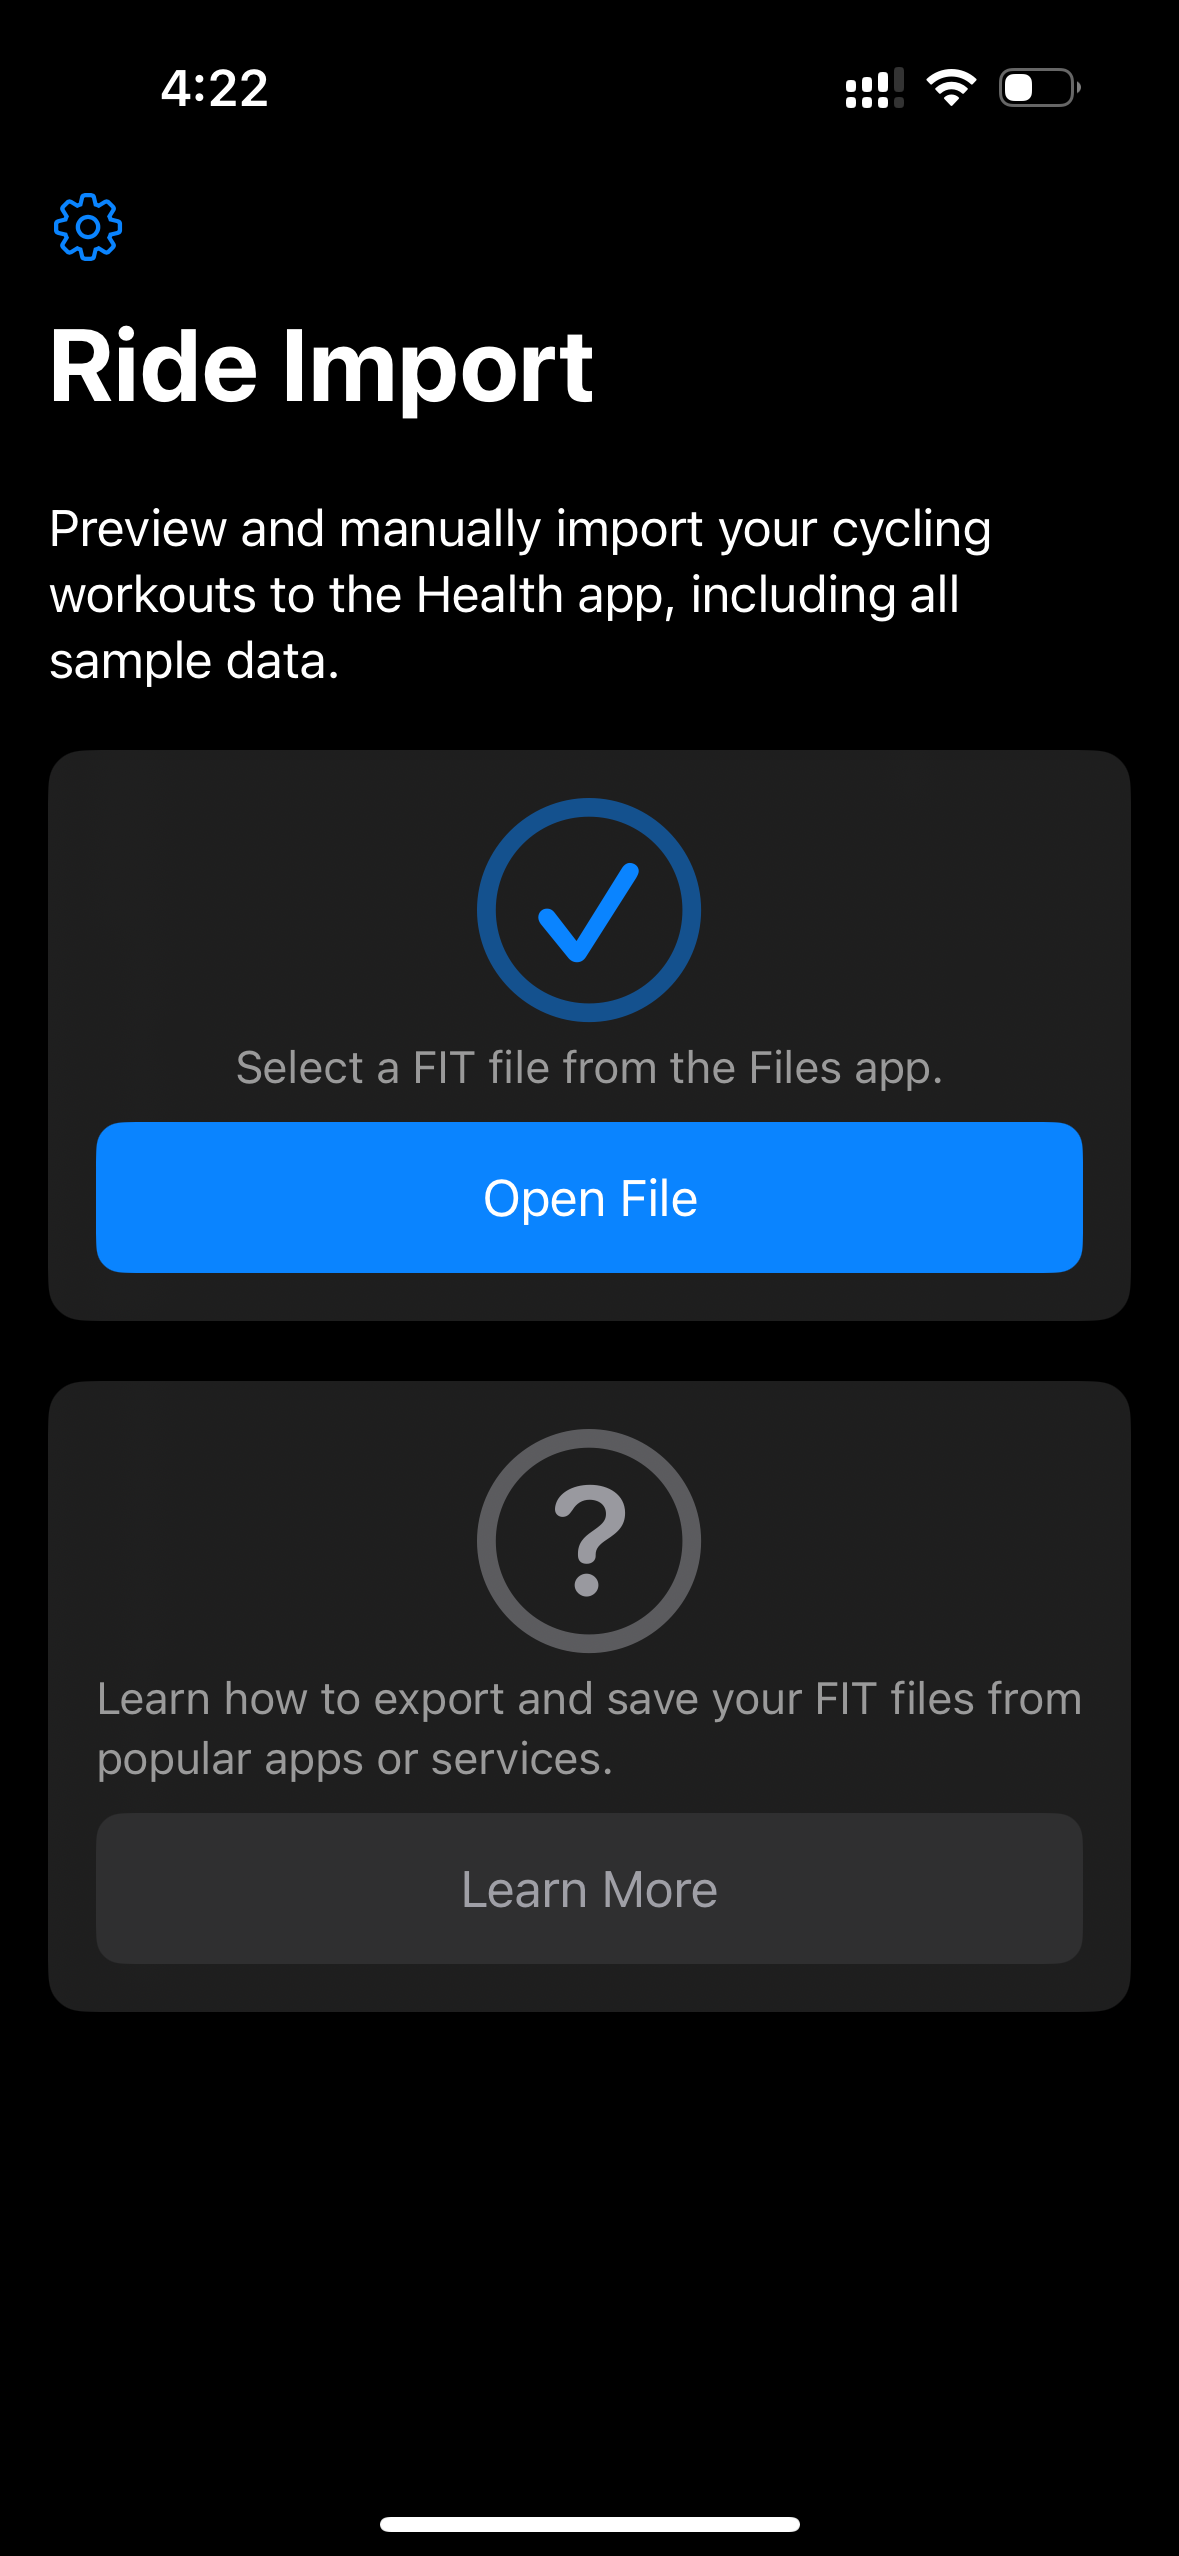 4:22
Ride Import
Preview and manually import your cycling
workouts to the Health app, including all
sample data.
Select a FIT file from the Files app.
Open File
?
Learn how to export and save your FIT files from
popular apps or services.
Learn More